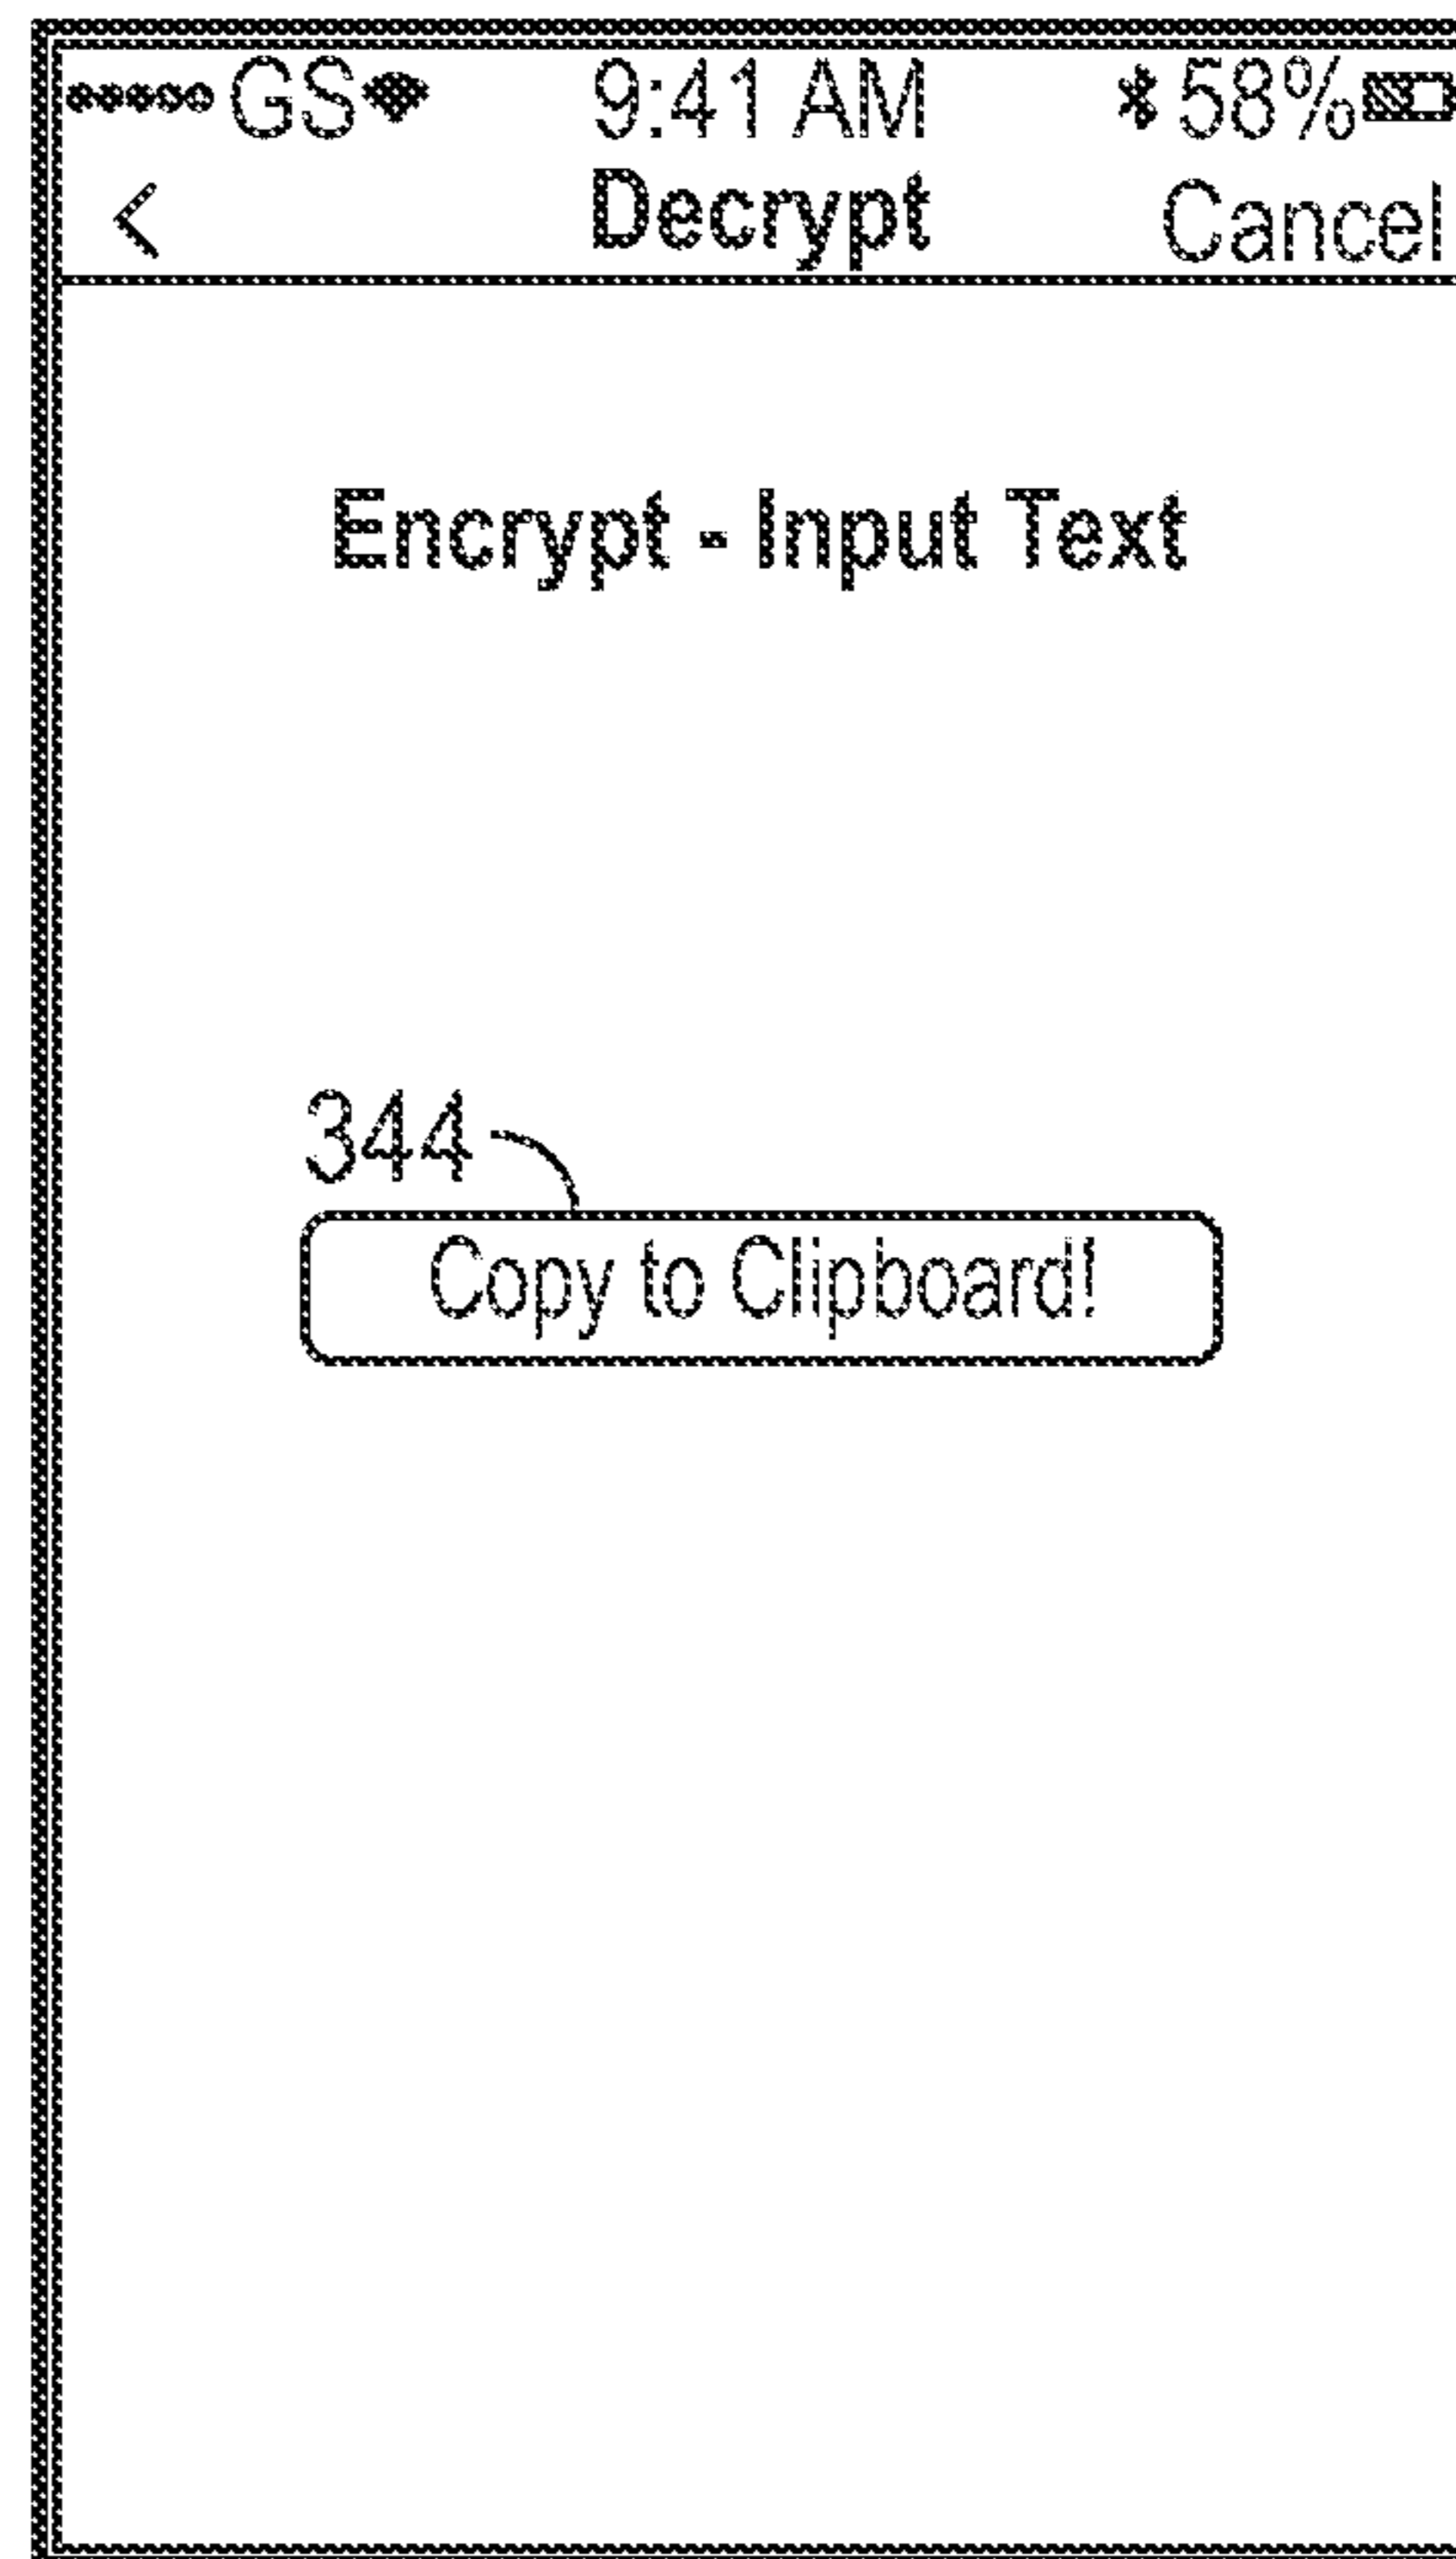 GS 9:41 AM 58%
< Decrypt Cancel
Encrypt - Input Text
344
Copy to Clipboard!